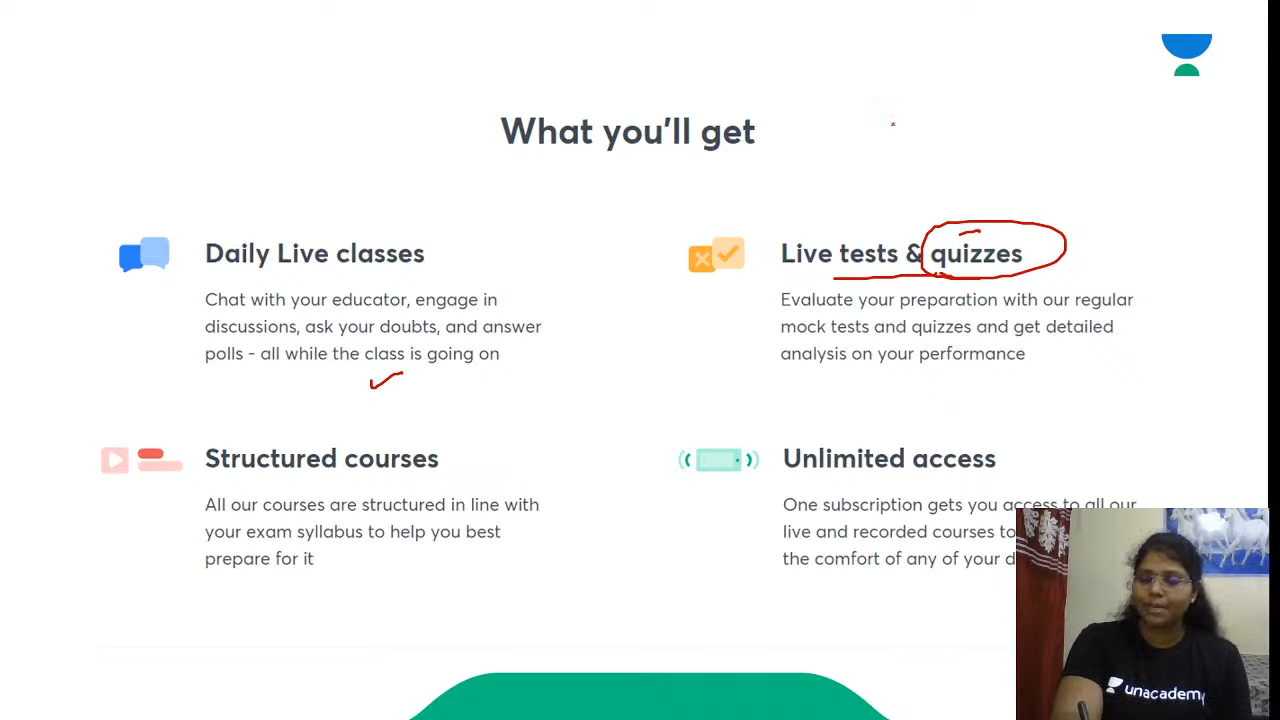 What you'll get
Daily Live classes
Chat with your educator, engage in
discussions, ask your doubts, and answer
polls - all while the class is going on
Live tests & quizzes
Evaluate your preparation with our regular
mock tests and quizzes and get detailed
analysis on your performance
Structured courses
All our courses are structured in line with
your exam syllabus to help you best
prepare for it
Unlimited access
One subscription gets you access to all our
live and recorded courses
the comfort of any of your
unacademy